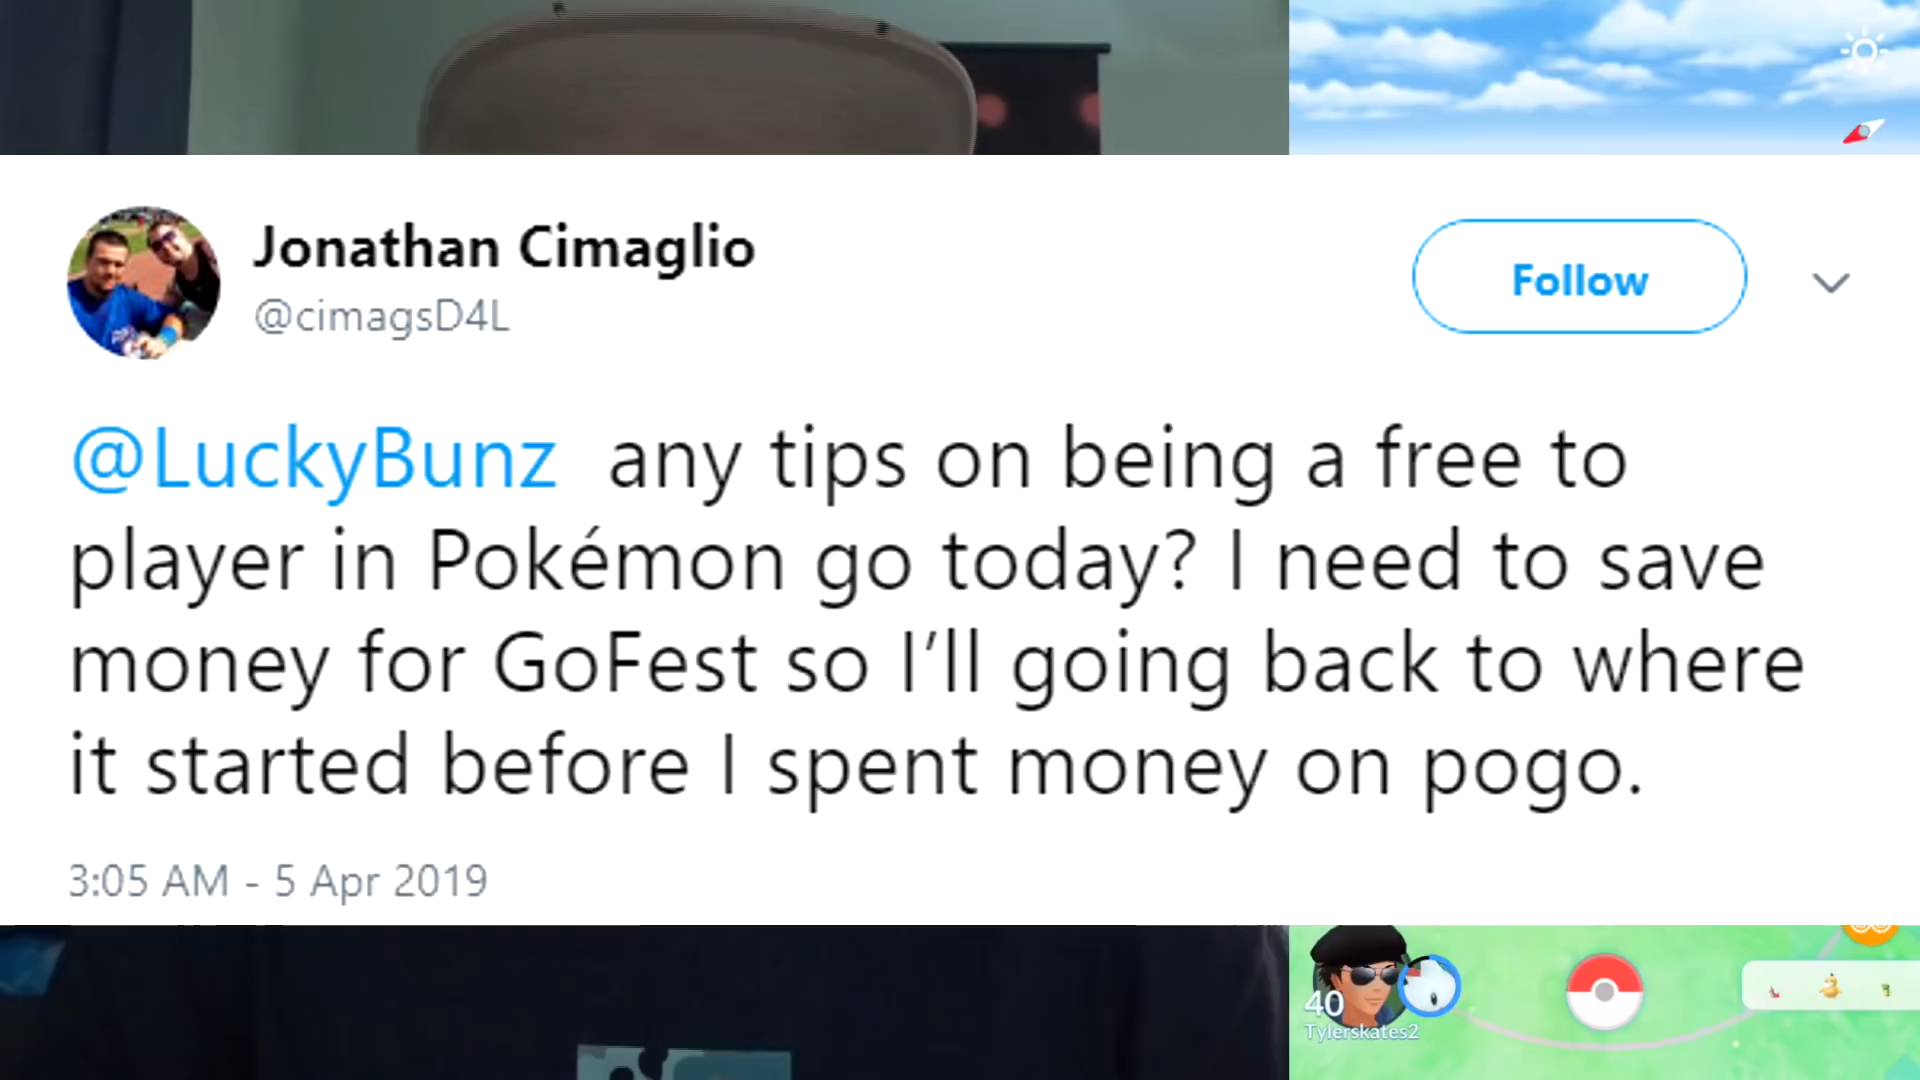 Jonathan Cimaglio
@cimagsD4L
Follow
@LuckyBunz any tips on being a free to
player in Pokémon go today? I need to save
money for GoFest so I'll going back to where
it started before I spent money on pogo.
3:05 AM - 5 Apr 2019
40
Tylerskates2